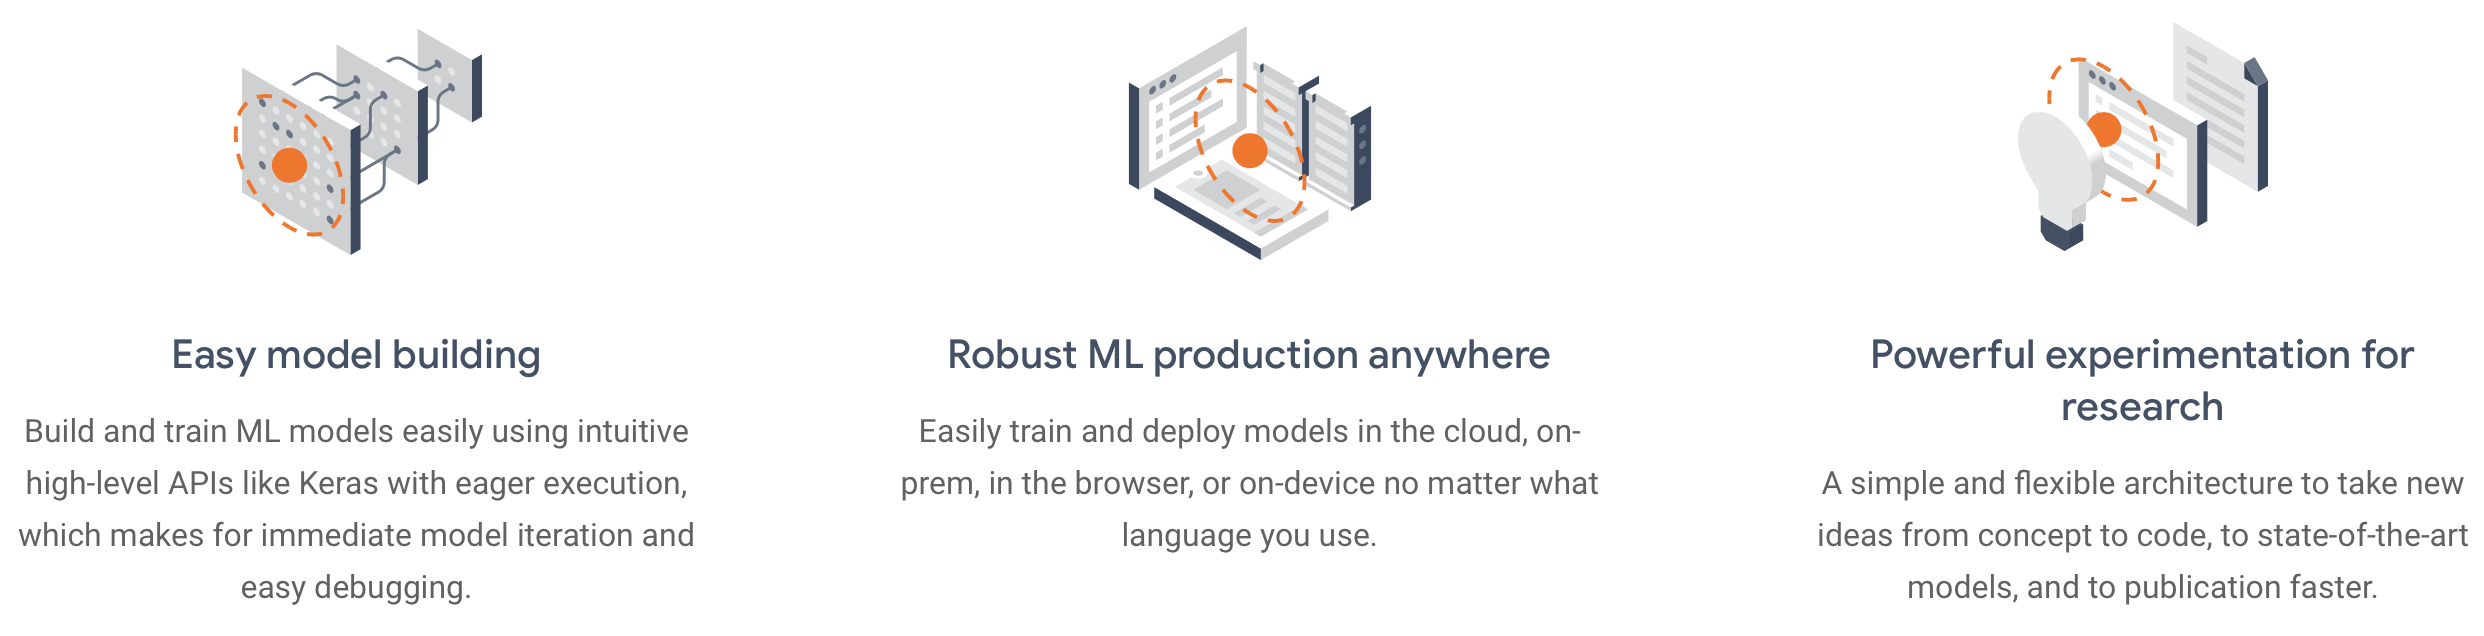 Easy model building
Build and train ML models easily using intuitive
high-level APIs like Keras with eager execution,
which makes for immediate model iteration and
easy debugging.
Robust ML production anywhere
Easily train and deploy models in the cloud, on-
prem, in the browser, or on-device no matter what
language you use.
Powerful experimentation for
research
A simple and flexible architecture to take new
ideas from concept to code, to state-of-the-art
models, and to publication faster.